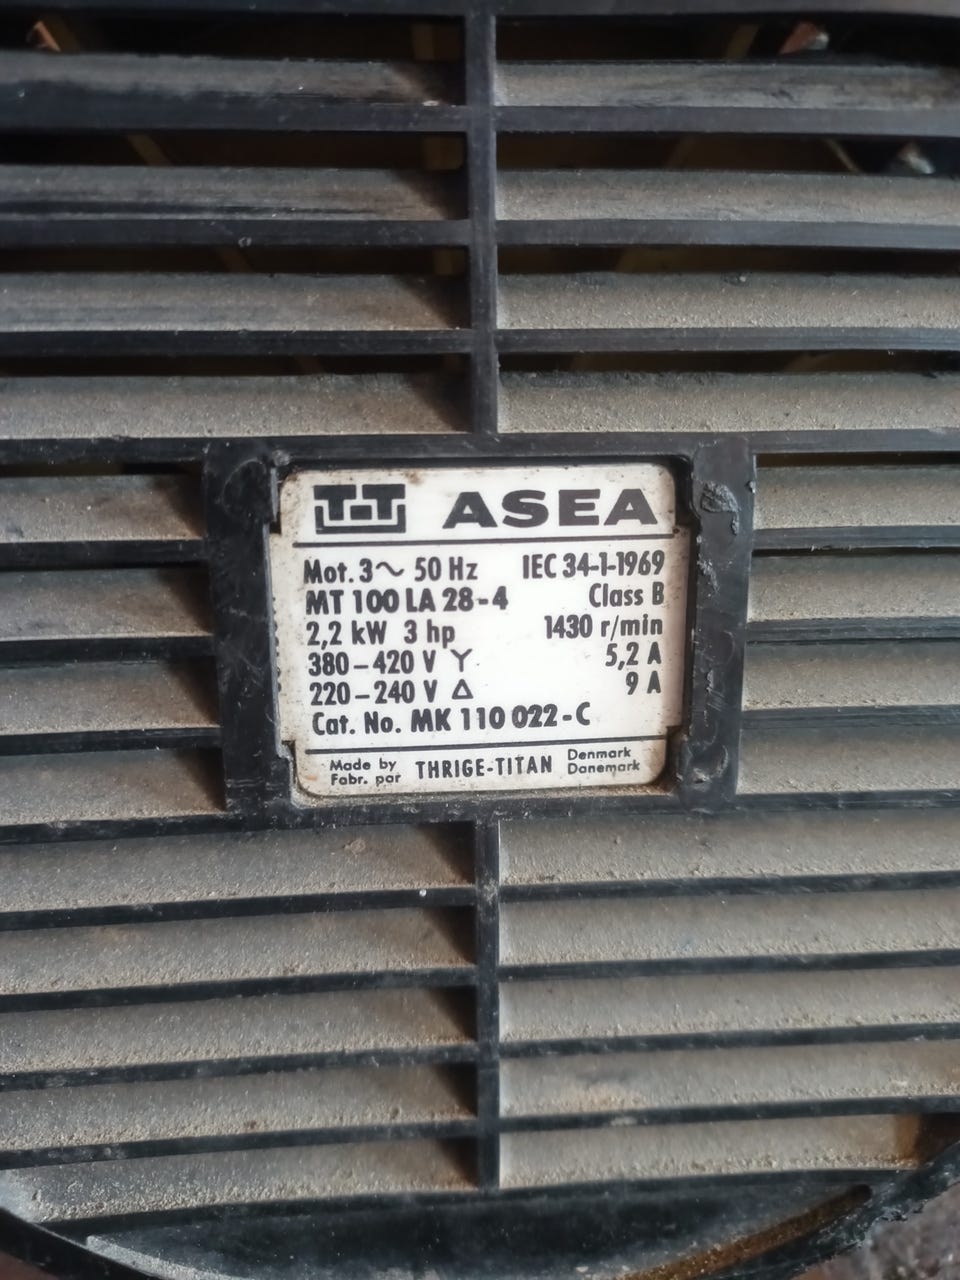 T-T ASEA
Mot. 3~ 50 Hz IEC 34-1-1969
MT 100 LA 28-4 Class B
2,2 kW 3 hp 1430 r/min
380-420 V Y 5,2 A
220-240 V Δ 9 A
Cat. No. MK 110 022-C
Made by THRIGE-TITAN Denmark
Fabr. par Danemark